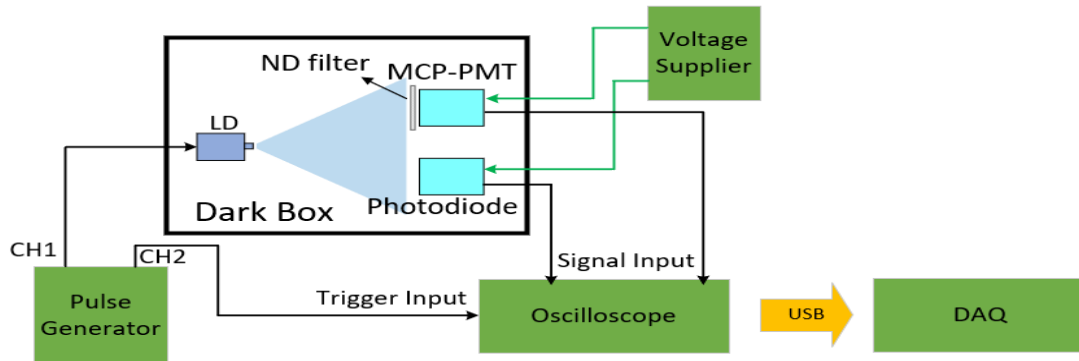 Voltage
Supplier
ND filter
MCP-PMT
LD
Photodiode
Dark Box
CH1
CH2
Signal Input
Pulse
Generator
Trigger Input
Oscilloscope
USB
DAQ